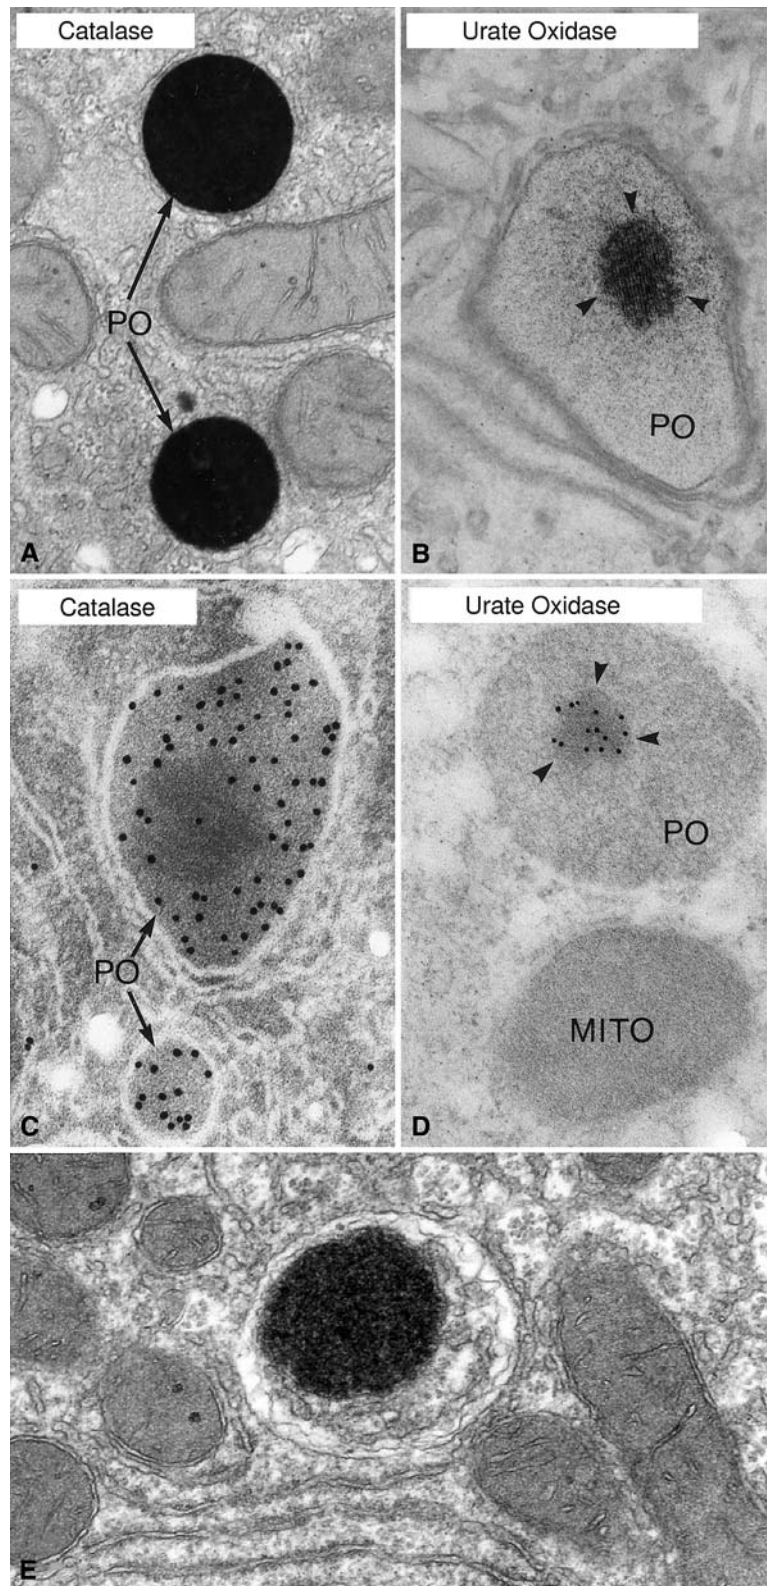 Catalase
PO
A
Urate Oxidase
PO
B
Catalase
PO
C
Urate Oxidase
PO
MITO
D
E